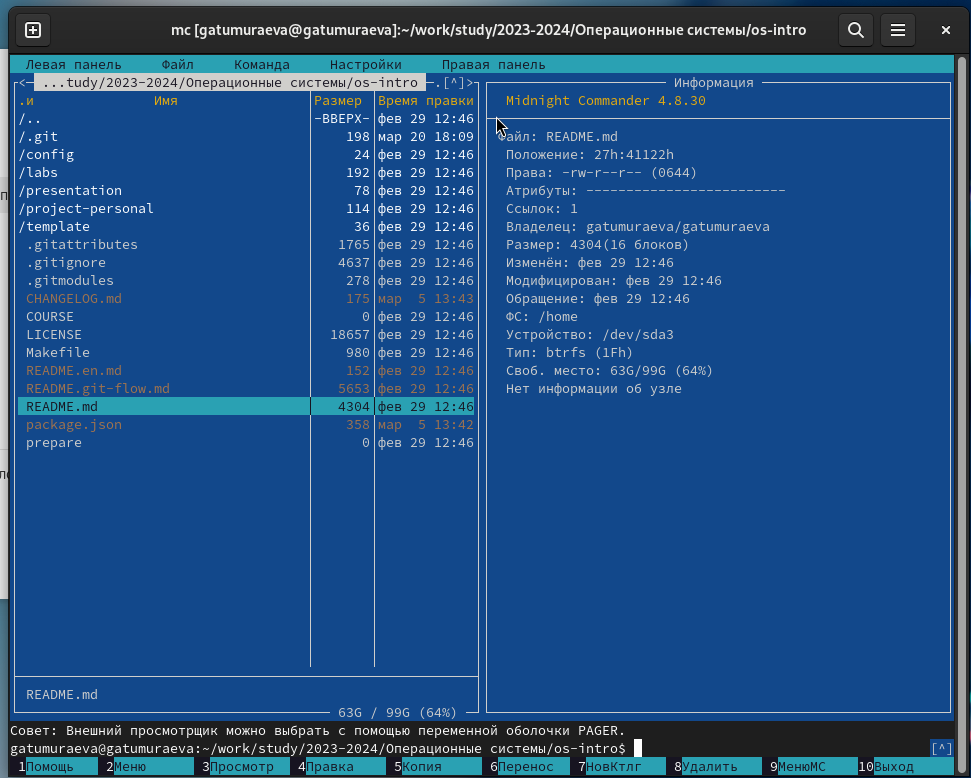 mc [gatumuraeva@gatumuraeva]:~/work/study/2023-2024/Операционные системы/os-intro
Левая панель Файл Команда Настройки Правая панель
<─ ...tudy/2023-2024/Операционные системы/os-intro ─.[^]>
.и Имя Размер Время правки
/.. -ВВЕРХ- фев 29 12:46
/.git 198 мар 20 18:09
/config 24 фев 29 12:46
/labs 192 фев 29 12:46
/presentation 78 фев 29 12:46
/project-personal 114 фев 29 12:46
/template 36 фев 29 12:46
.gitattributes 1765 фев 29 12:46
.gitignore 4637 фев 29 12:46
.gitmodules 278 фев 29 12:46
CHANGELOG.md 175 мар 5 13:43
COURSE 0 фев 29 12:46
LICENSE 18657 фев 29 12:46
Makefile 980 фев 29 12:46
README.en.md 152 фев 29 12:46
README.git-flow.md 5653 фев 29 12:46
README.md 4304 фев 29 12:46
package.json 358 мар 5 13:42
prepare 0 фев 29 12:46
README.md
63G / 99G (64%)
Информация
Midnight Commander 4.8.30
Файл: README.md
Положение: 27h:41122h
Права: -rw-r--r-- (0644)
Атрибуты: -------------------------
Ссылок: 1
Владелец: gatumuraeva/gatumuraeva
Размер: 4304(16 блоков)
Изменён: фев 29 12:46
Модифицирован: фев 29 12:46
Обращение: фев 29 12:46
ФС: /home
Устройство: /dev/sda3
Тип: btrfs (1Fh)
Своб. место: 63G/99G (64%)
Нет информации об узле
Совет: Внешний просмотрщик можно выбрать с помощью переменной оболочки PAGER.
gatumuraeva@gatumuraeva:~/work/study/2023-2024/Операционные системы/os-intro$ [^]
1Помощь 2Меню 3Просмотр 4Правка 5Копия 6Перенос 7НовКтлг 8Удалить 9МенюМС 10Выход